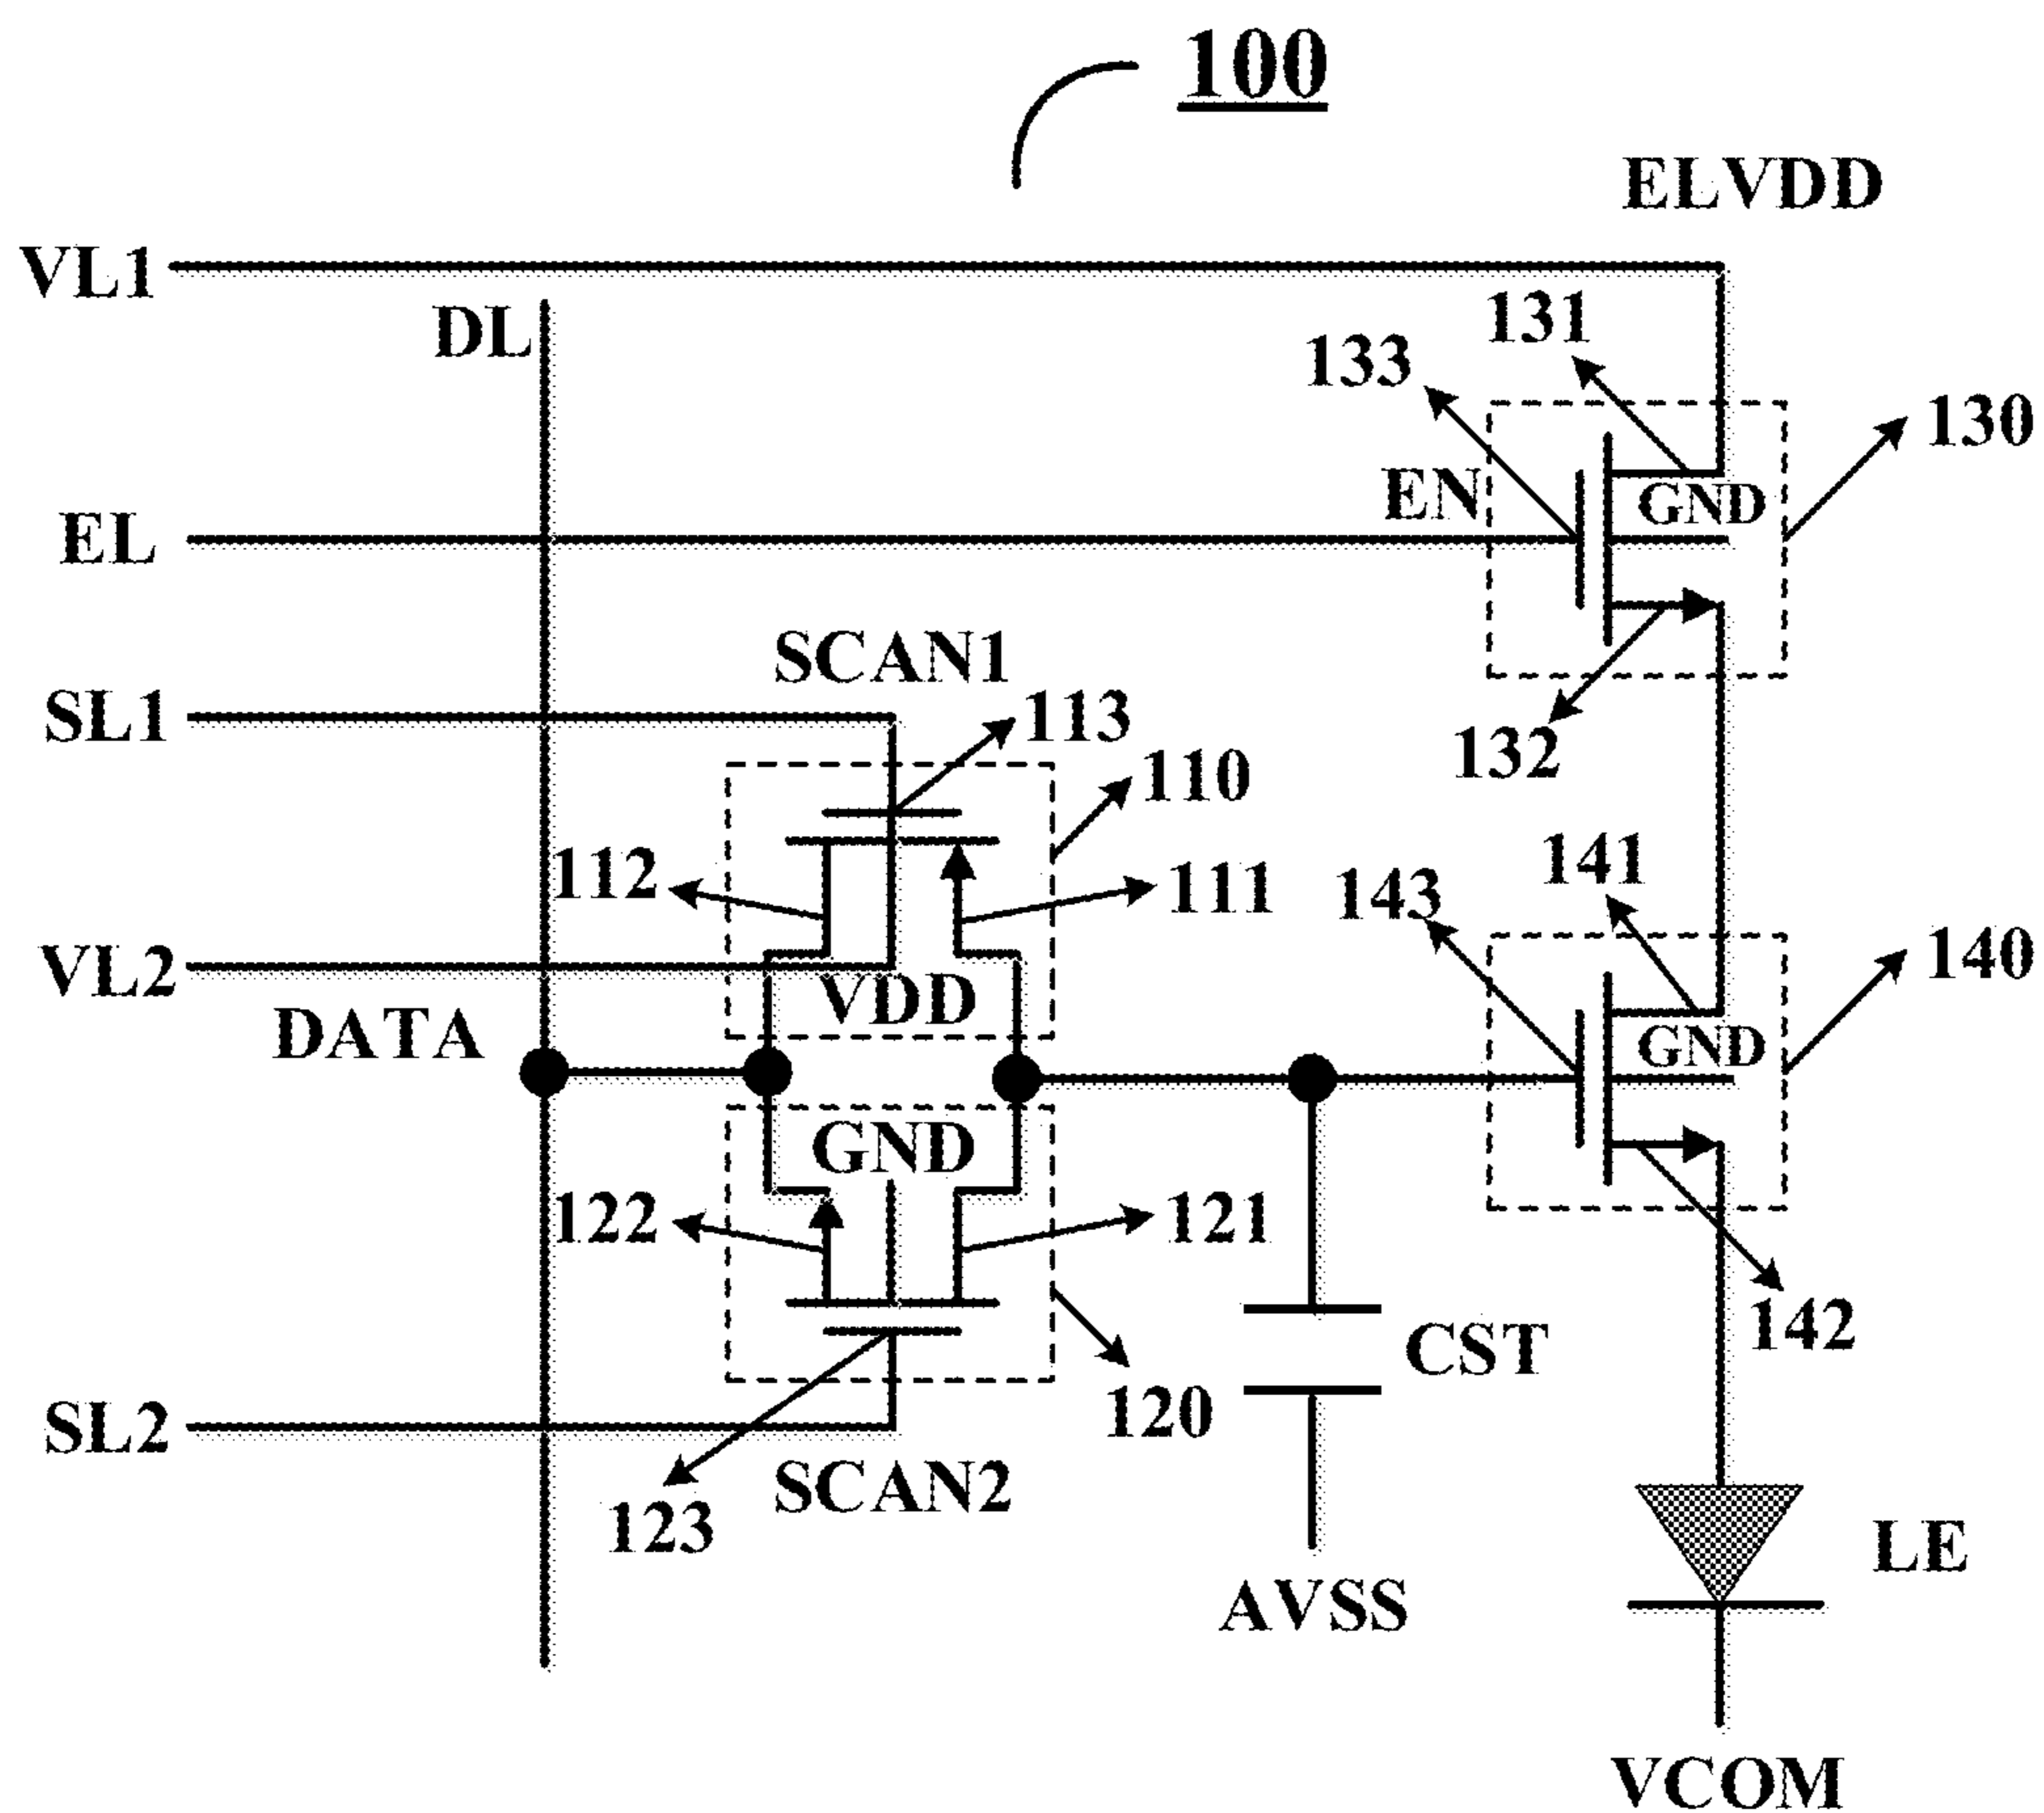 100
ELVDD
VL1
DL
131
133
130
EN
GND
EL
SCAN1
113
SL1
132
110
141
112
111
143
140
VL2
VDD
DATA
GND
GND
122
121
142
CST
120
SL2
SCAN2
123
LE
AVSS
VCOM